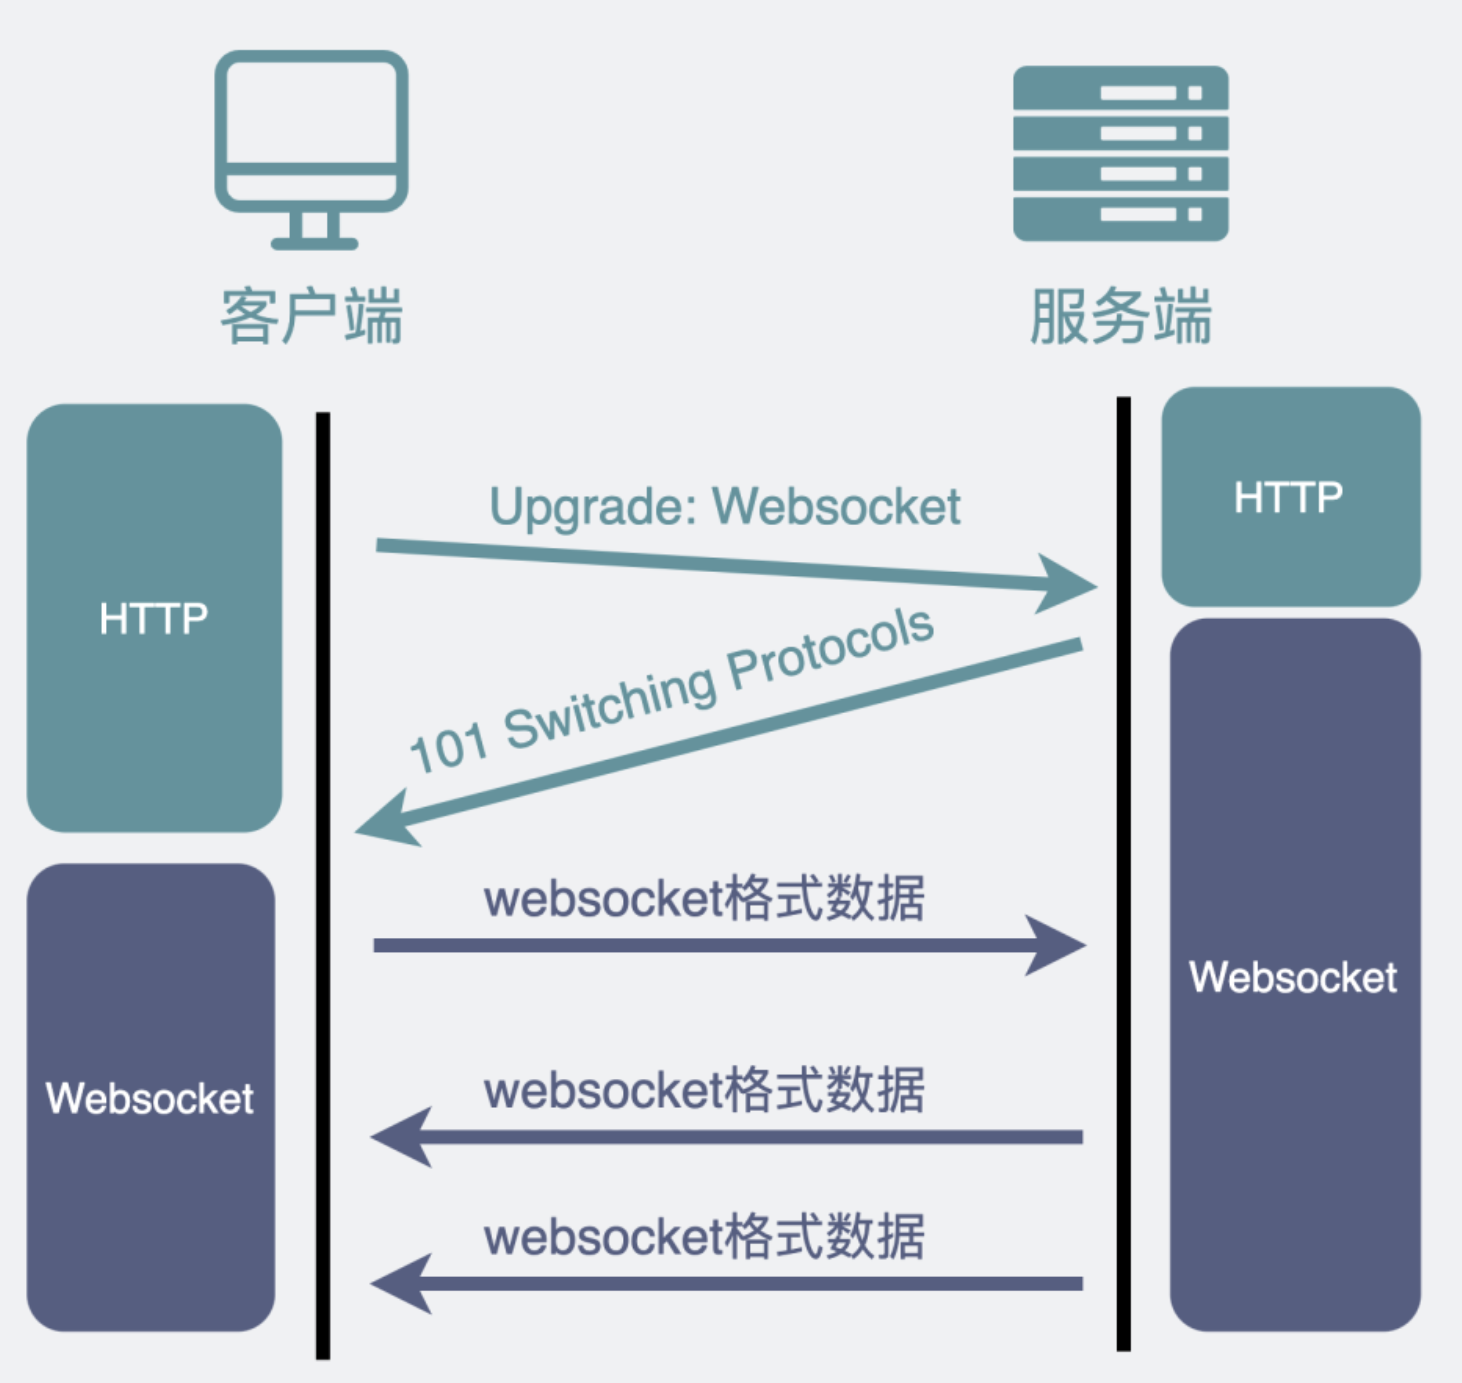 客户端
服务端
HTTP
Upgrade: Websocket
HTTP
101 Switching Protocols
websocket格式数据
Websocket
Websocket
websocket格式数据
websocket格式数据